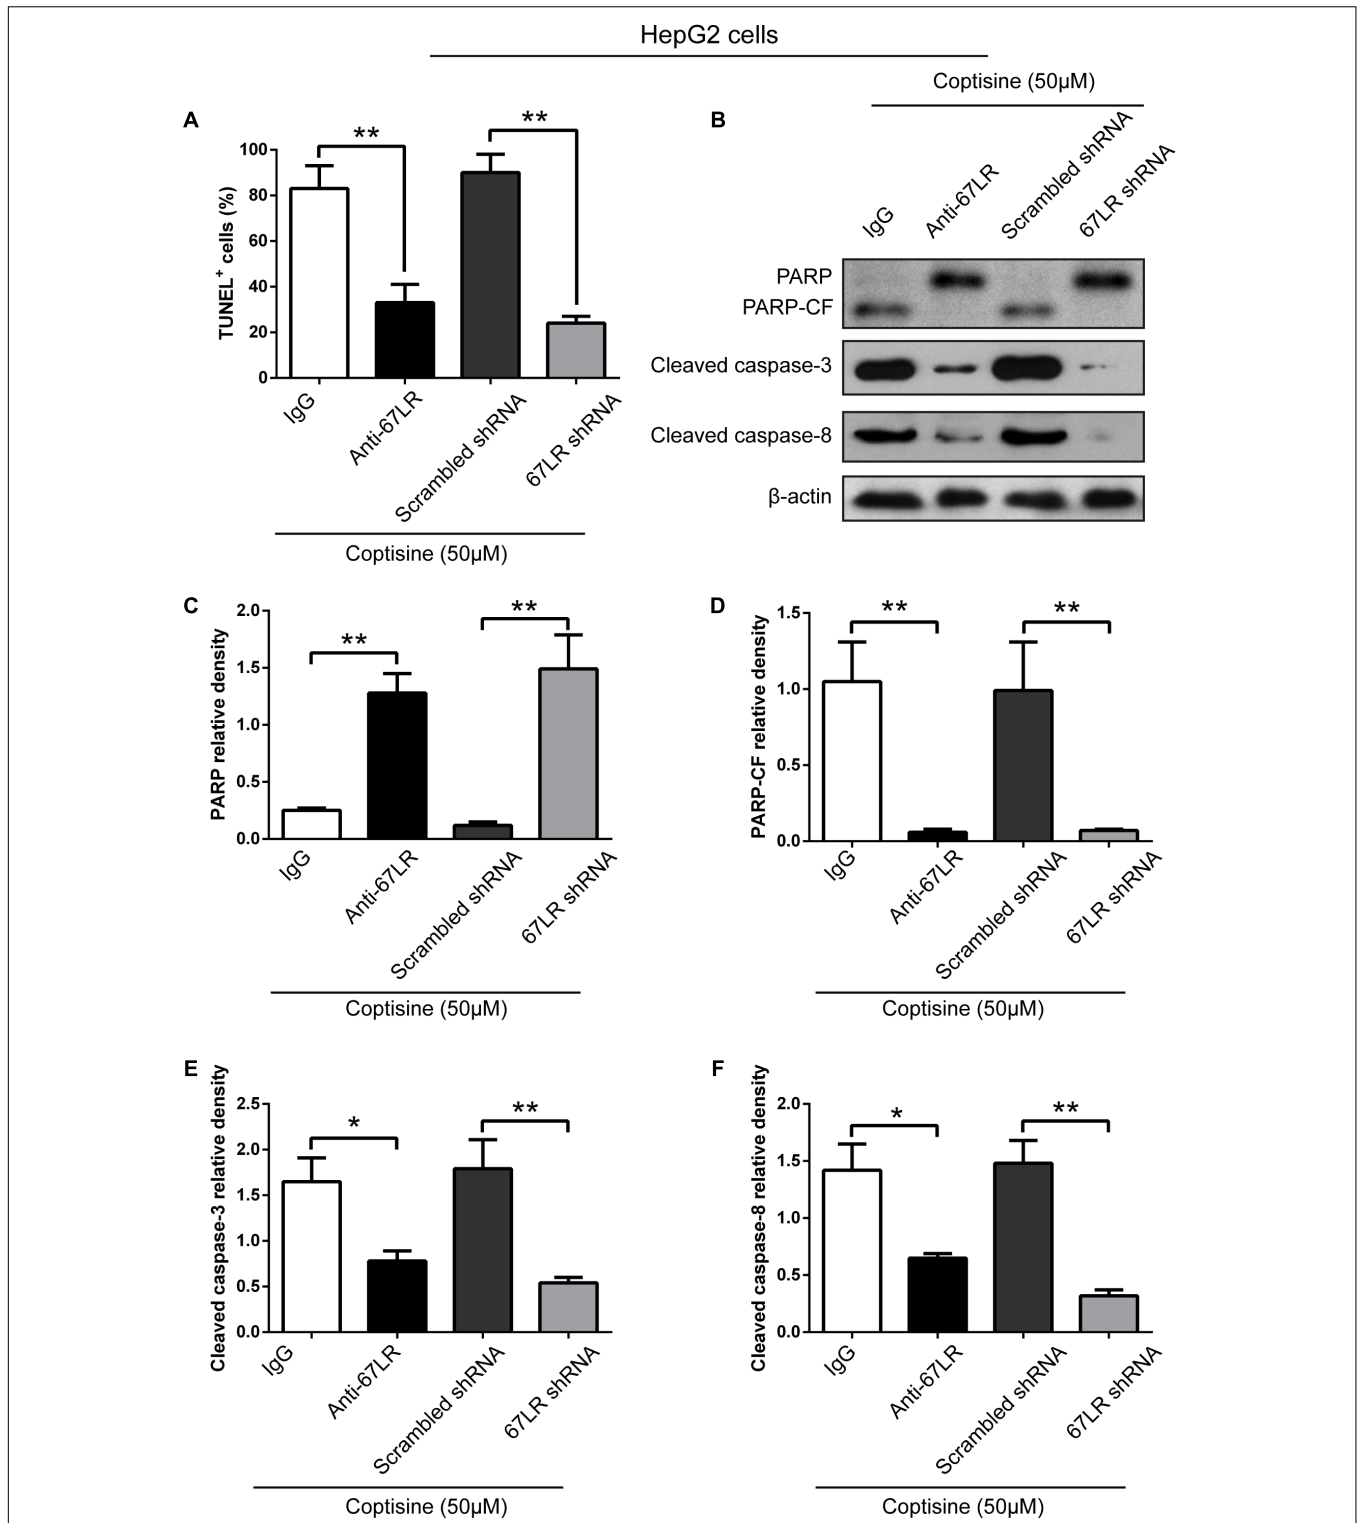 HepG2 cells
A
**
**
TUNEL+ cells (%)
100
80
60
40
20
0
IgG
Anti-67LR
Scrambled shRNA
67LR shRNA
Coptisine (50μM)
B
Coptisine (50μM)
IgG
Anti-67LR
Scrambled shRNA
67LR shRNA
PARP
PARP-CF
Cleaved caspase-3
Cleaved caspase-8
β-actin
C
**
**
PARP relative density
2.0
1.5
1.0
0.5
0.0
IgG
Anti-67LR
Scrambled shRNA
67LR shRNA
Coptisine (50μM)
D
**
**
PARP-CF relative density
1.5
1.0
0.5
0.0
IgG
Anti-67LR
Scrambled shRNA
67LR shRNA
Coptisine (50μM)
E
*
**
Cleaved caspase-3 relative density
2.5
2.0
1.5
1.0
0.5
0.0
IgG
Anti-67LR
Scrambled shRNA
67LR shRNA
Coptisine (50μM)
F
*
**
Cleaved caspase-8 relative density
2.0
1.5
1.0
0.5
0.0
IgG
Anti-67LR
Scrambled shRNA
67LR shRNA
Coptisine (50μM)